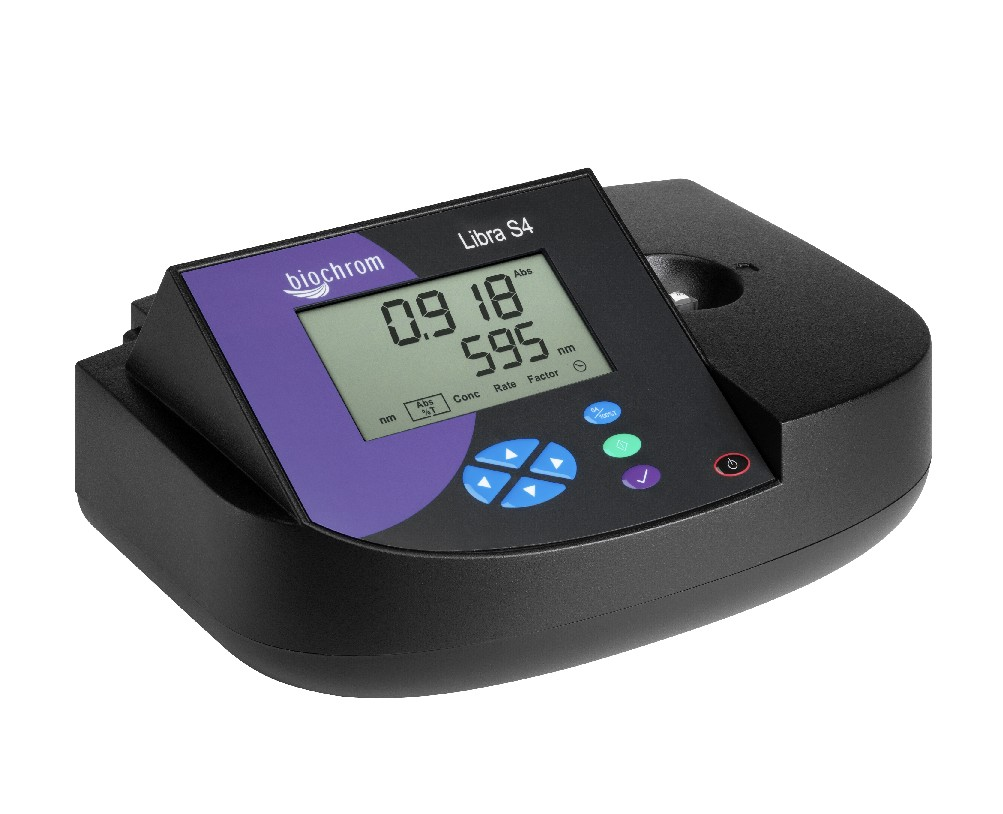 Libra S4
biochrom
0.918 Abs
595 nm
nm Abs Conc Rate Factor
%T